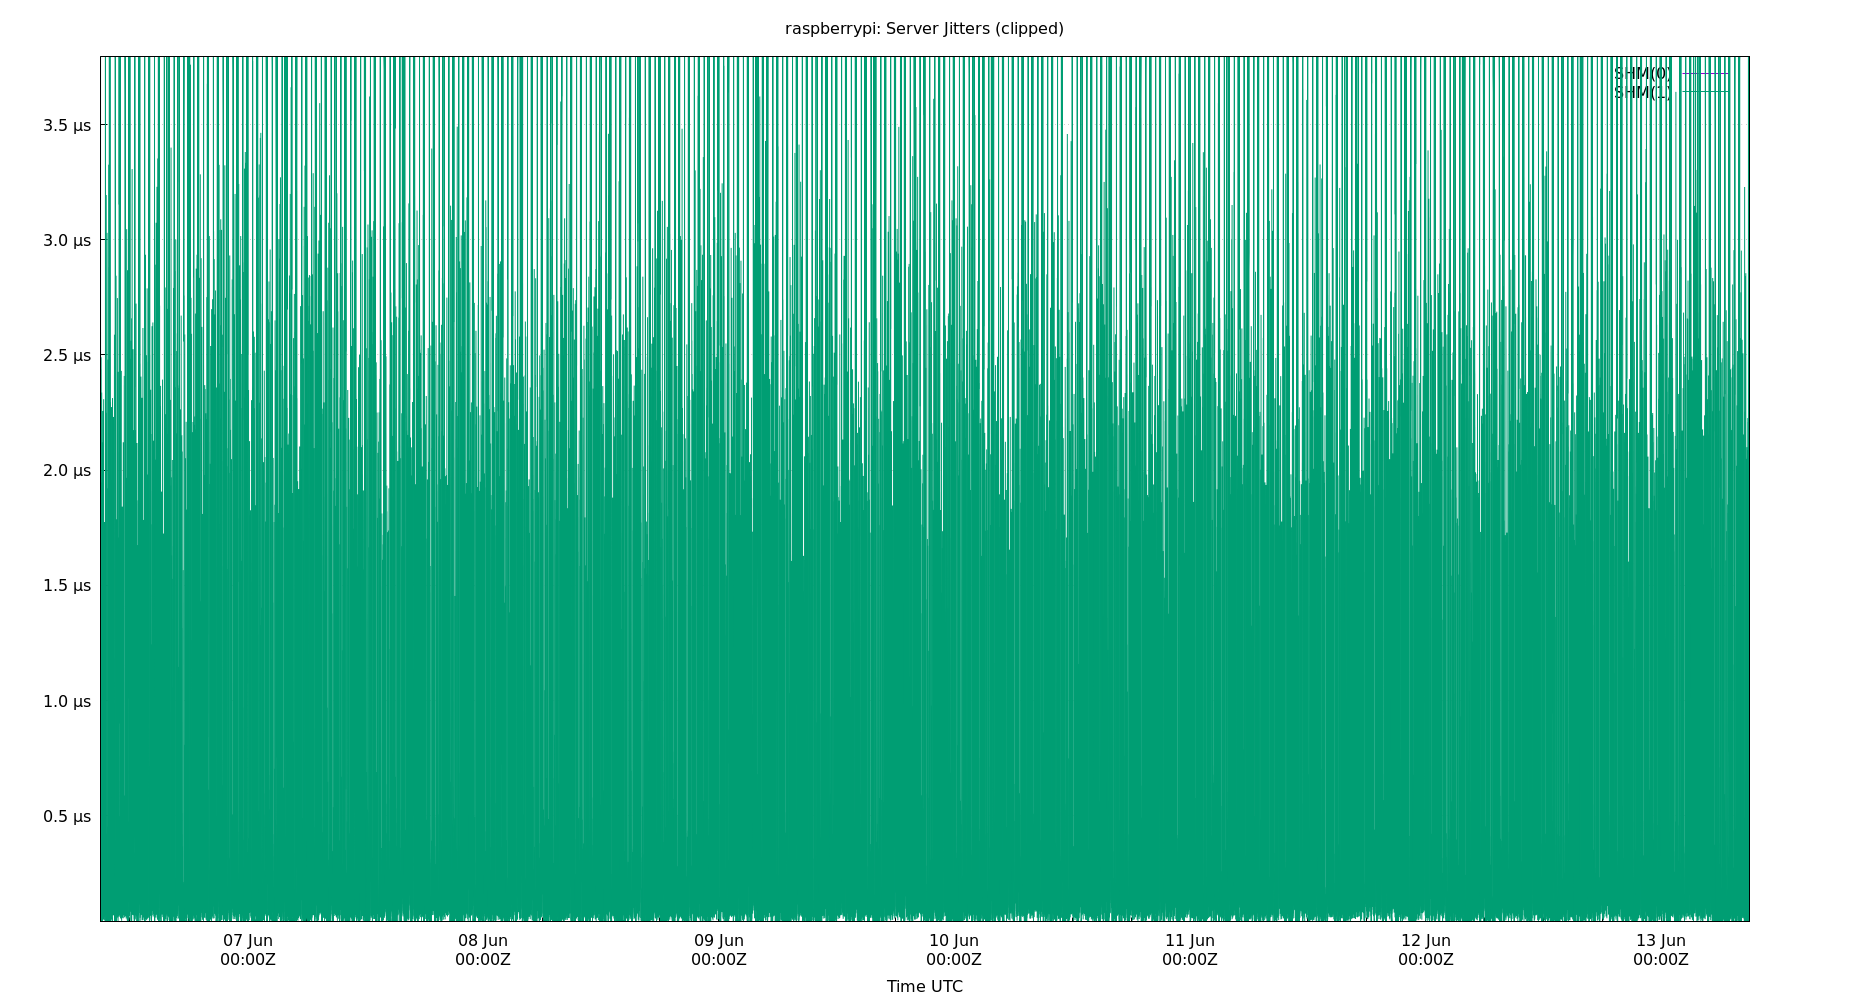 raspberrypi: Server Jitters (clipped)
SHM(0)
SHM(1)
3.5 µs
3.0 µs
2.5 µs
2.0 µs
1.5 µs
1.0 µs
0.5 µs
07 Jun 08 Jun 09 Jun 10 Jun 11 Jun 12 Jun 13 Jun
00:00Z 00:00Z 00:00Z 00:00Z 00:00Z 00:00Z 00:00Z
Time UTC